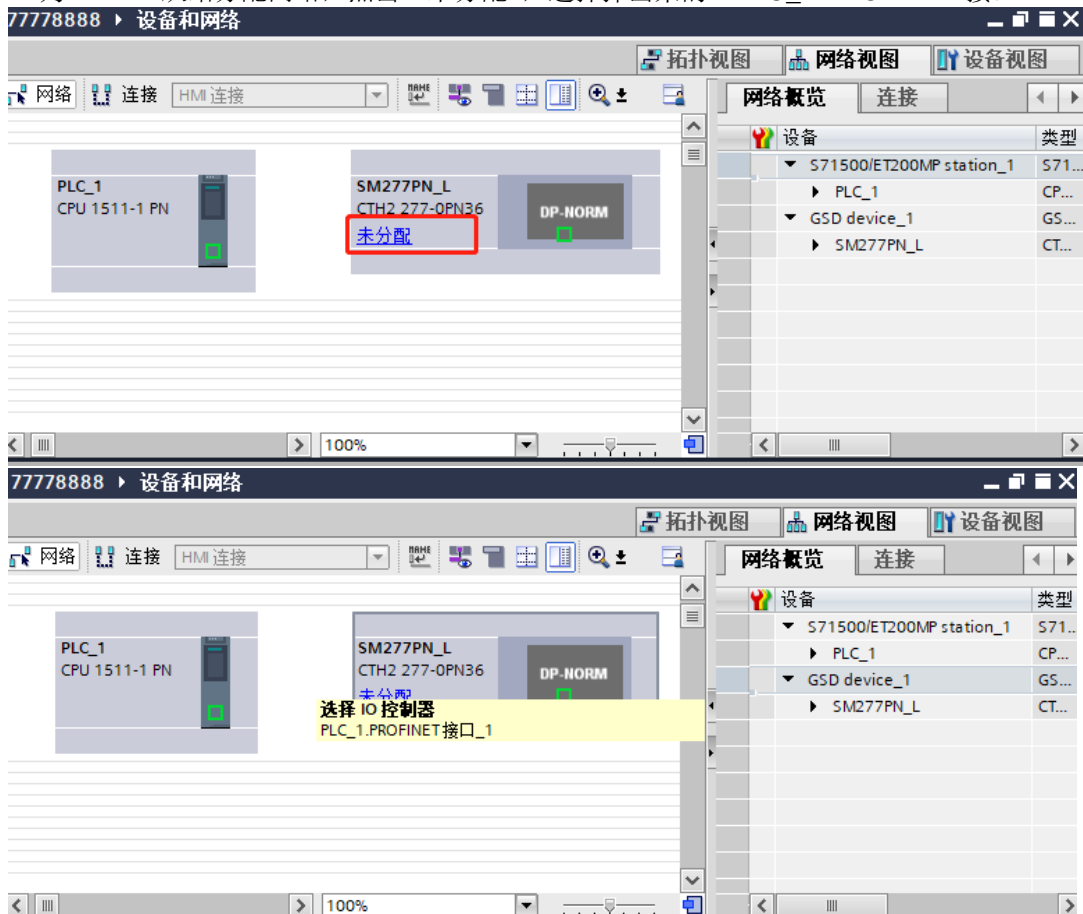 77778888 ▸ 设备和网络
拓扑视图 网络视图 设备视图
网络 连接 HMI 连接 100%
网络概览 连接
设备 类型
PLC_1
CPU 1511-1 PN
SM277PN_L
CTH2 277-0PN36
未分配
DP-NORM
S71500/ET200MP station_1 S71...
PLC_1 CP...
GSD device_1 GS...
SM277PN_L CT...
77778888 ▸ 设备和网络
拓扑视图 网络视图 设备视图
网络 连接 HMI 连接 100%
网络概览 连接
设备 类型
PLC_1
CPU 1511-1 PN
SM277PN_L
CTH2 277-0PN36
未分配
DP-NORM
选择 IO 控制器
PLC_1.PROFINET接口_1
S71500/ET200MP station_1 S71..
PLC_1 CP...
GSD device_1 GS...
SM277PN_L CT...